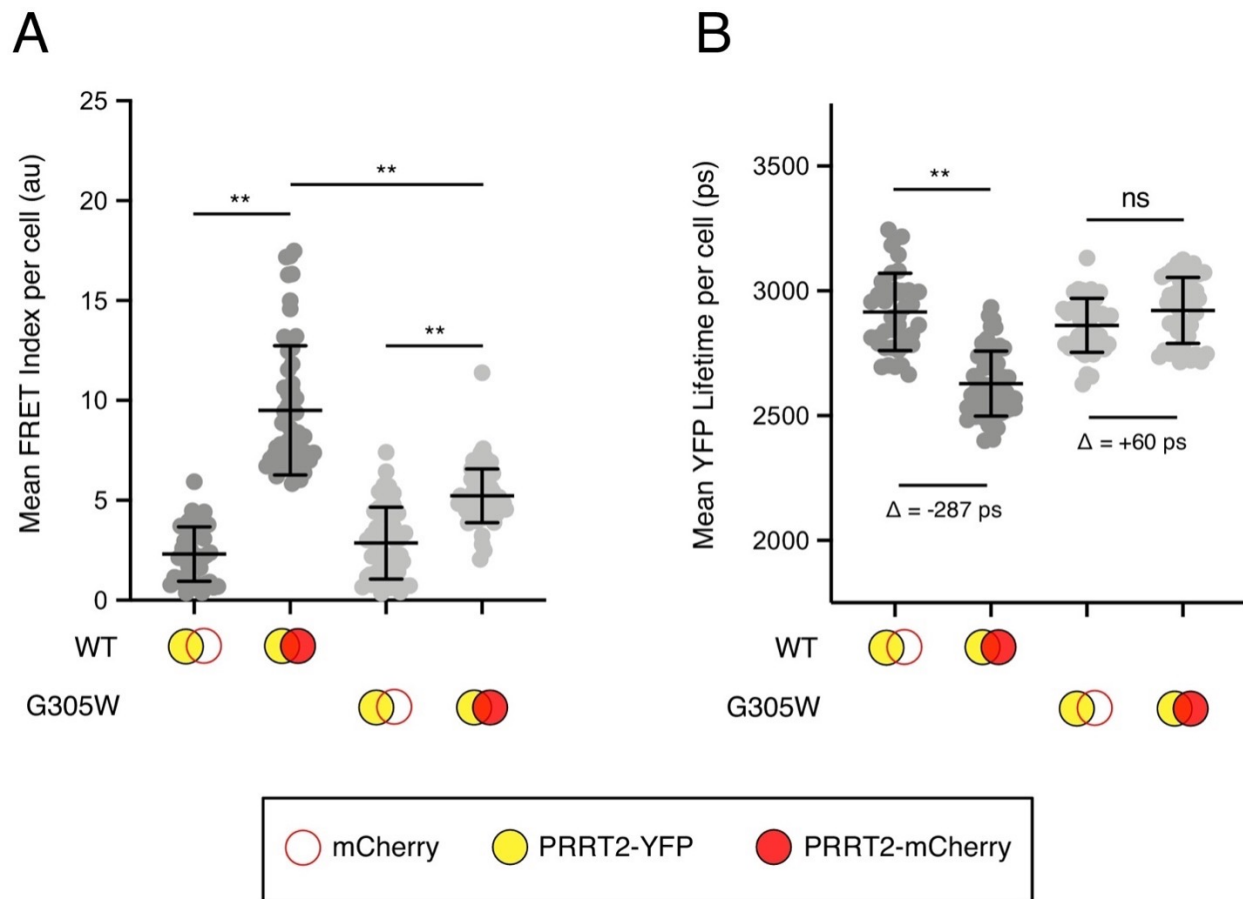 A
B
Mean FRET Index per cell (au)
25
20
15
10
5
0
**
**
**
WT
G305W
Mean YFP Lifetime per cell (ps)
3500
3000
2500
2000
**
ns
Δ = -287 ps
Δ = +60 ps
WT
G305W
mCherry PRRT2-YFP PRRT2-mCherry